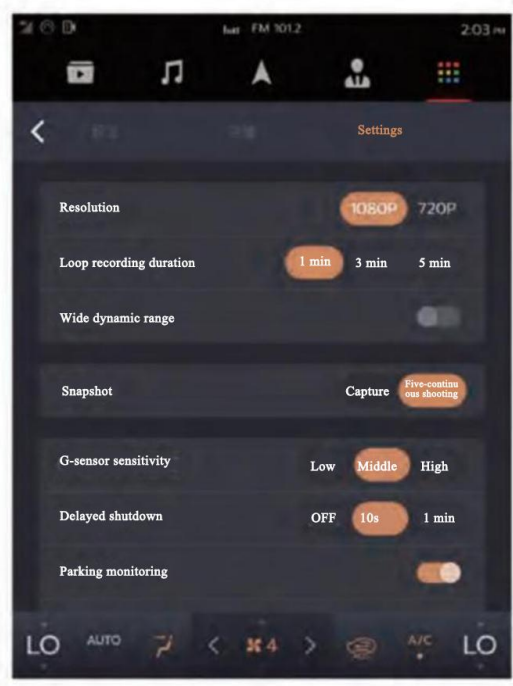 FM 101.2
2:03 PM
Settings
Resolution 1080P 720P
Loop recording duration 1 min 3 min 5 min
Wide dynamic range
Snapshot Capture Five-continu
ous shooting
G-sensor sensitivity Low Middle High
Delayed shutdown OFF 10s 1 min
Parking monitoring
LO AUTO 4 A/C LO